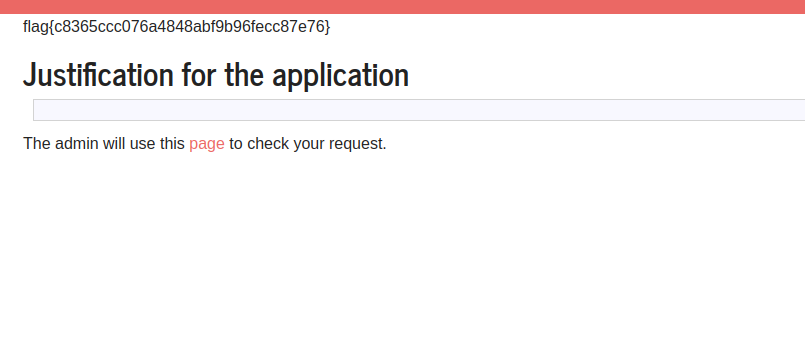 flag{c8365ccc076a4848abf9b96fecc87e76}
Justification for the application
The admin will use this page to check your request.